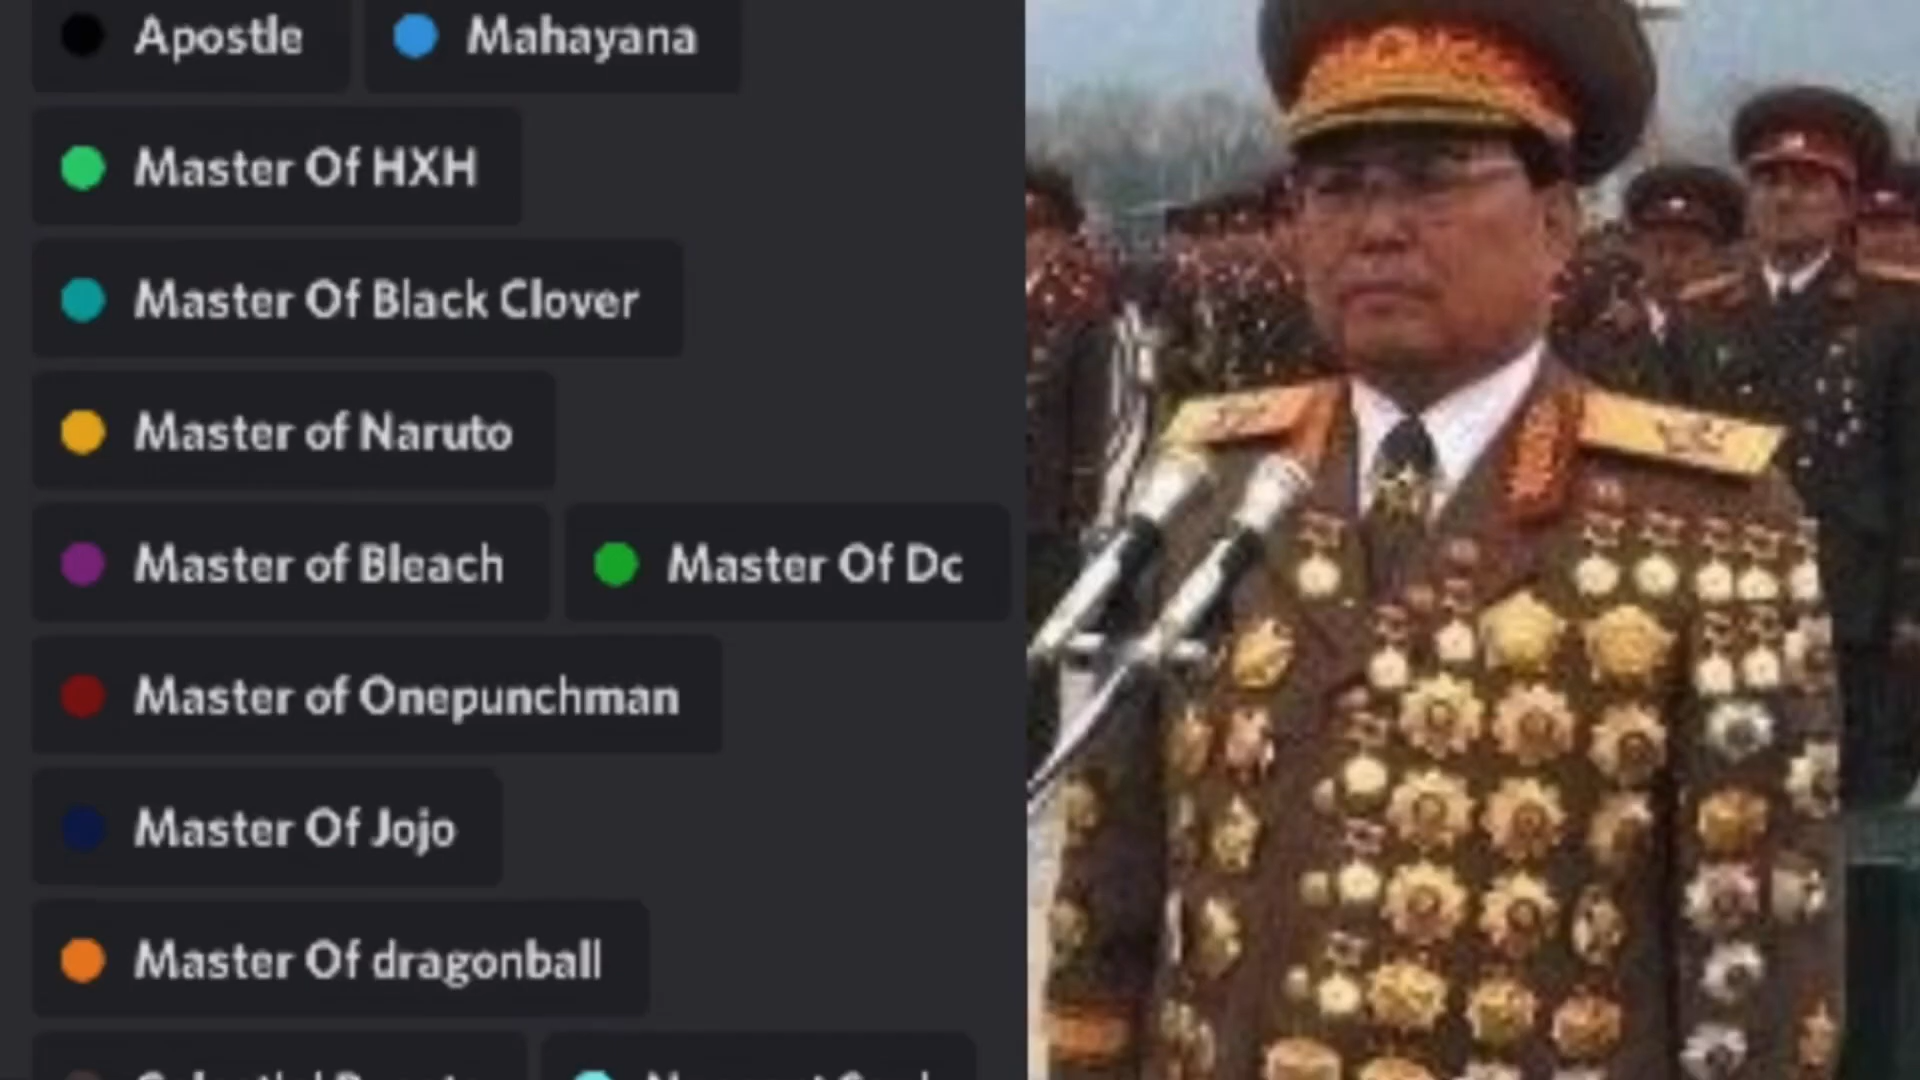 Apostle Mahayana
Master Of HXH
Master Of Black Clover
Master of Naruto
Master of Bleach Master Of Dc
Master of Onepunchman
Master Of Jojo
Master Of dragonball